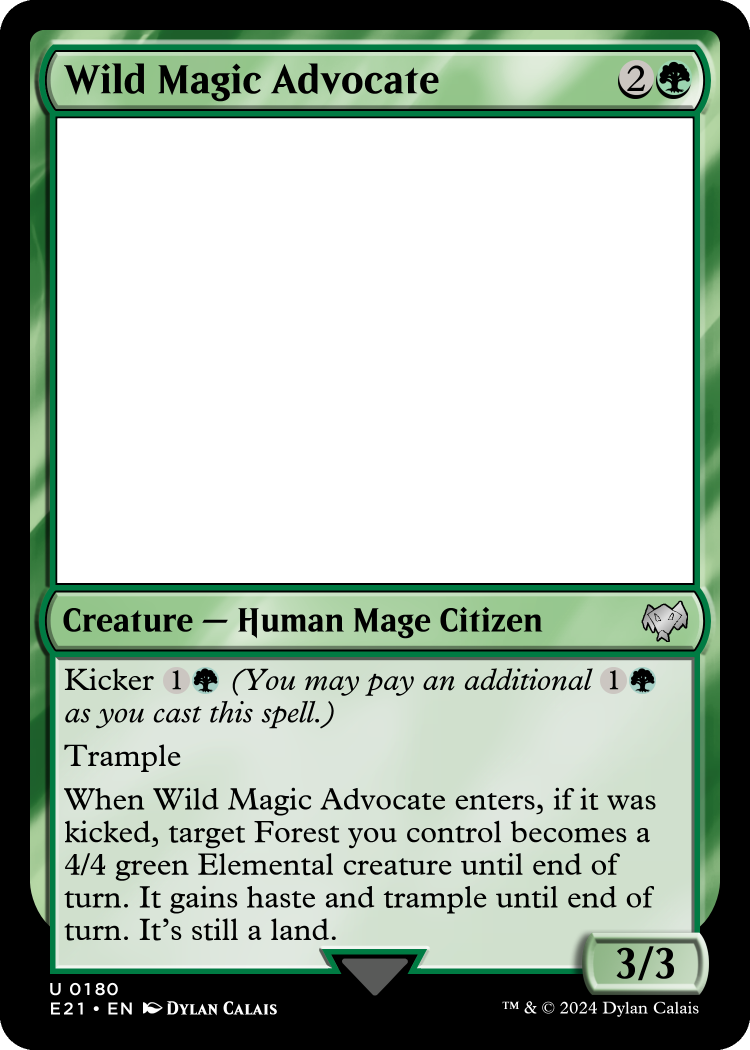 Wild Magic Advocate 2
Creature — Human Mage Citizen
Kicker 1 (You may pay an additional 1
as you cast this spell.)
Trample
When Wild Magic Advocate enters, if it was
kicked, target Forest you control becomes a
4/4 green Elemental creature until end of
turn. It gains haste and trample until end of
turn. It's still a land.
3/3
U 0180
E21 • EN Dylan Calais
™ & © 2024 Dylan Calais